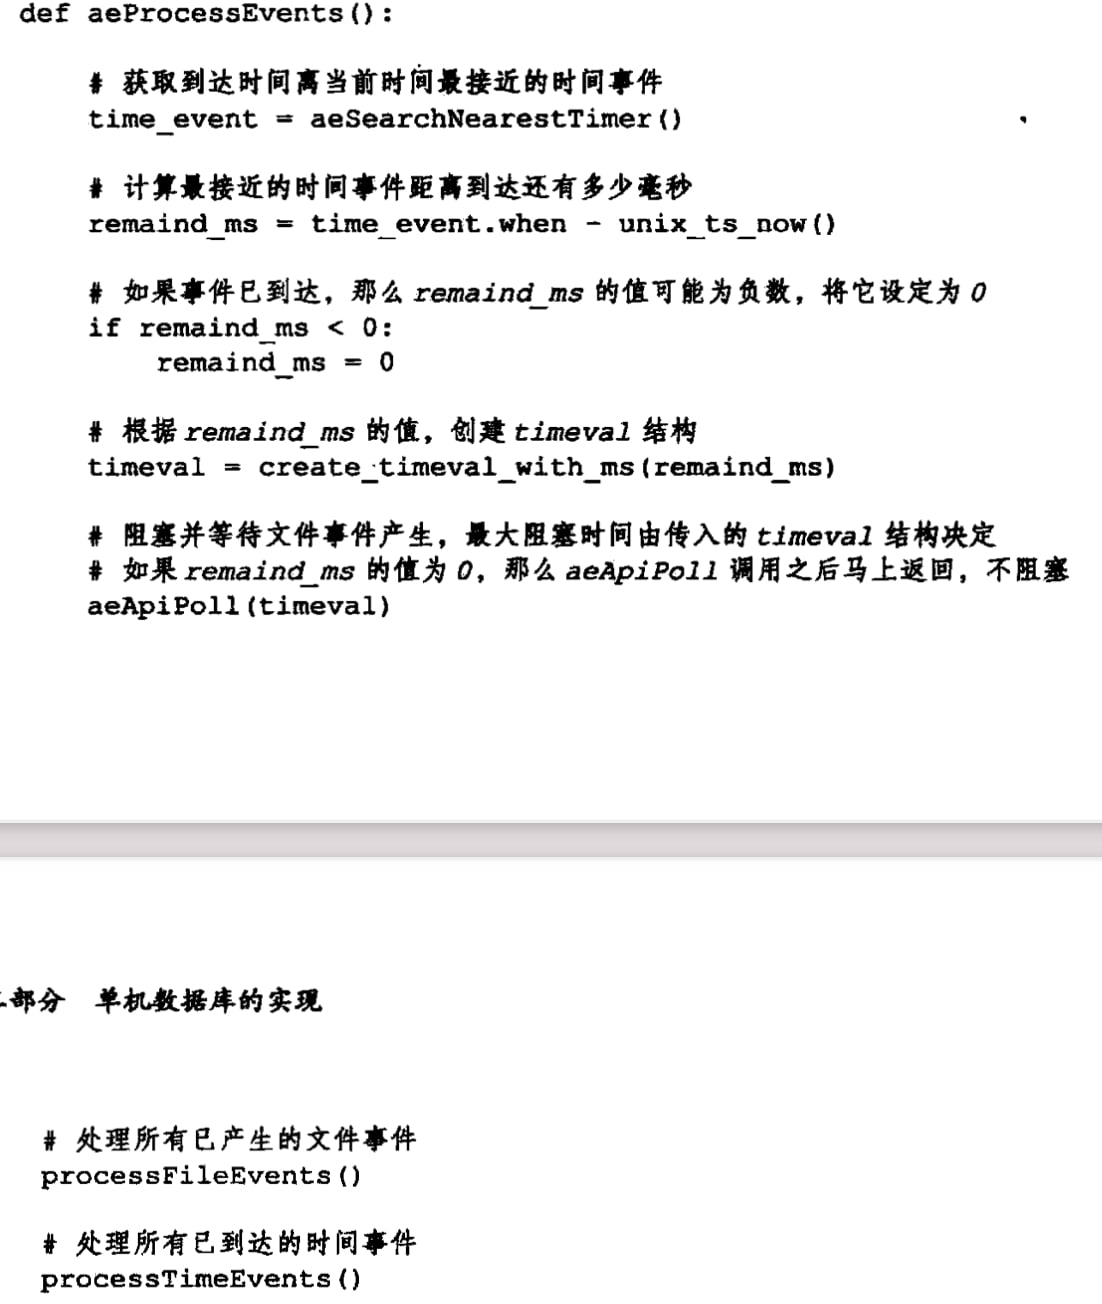 def aeProcessEvents():
# 获取到达时间离当前时间最接近的时间事件
time_event = aeSearchNearestTimer()
# 计算最接近的时间事件距离到达还有多少毫秒
remaind_ms = time_event.when - unix_ts_now()
# 如果事件已到达，那么 remaind_ms 的值可能为负数，将它设定为 0
if remaind_ms < 0:
remaind_ms = 0
# 根据 remaind_ms 的值，创建 timeval 结构
timeval = create_timeval_with_ms(remaind_ms)
# 阻塞并等待文件事件产生，最大阻塞时间由传入的 timeval 结构决定
# 如果 remaind_ms 的值为 0，那么 aeApiPoll 调用之后马上返回，不阻塞
aeApiPoll(timeval)
部分 单机数据库的实现
# 处理所有已产生的文件事件
processFileEvents()
# 处理所有已到达的时间事件
processTimeEvents()